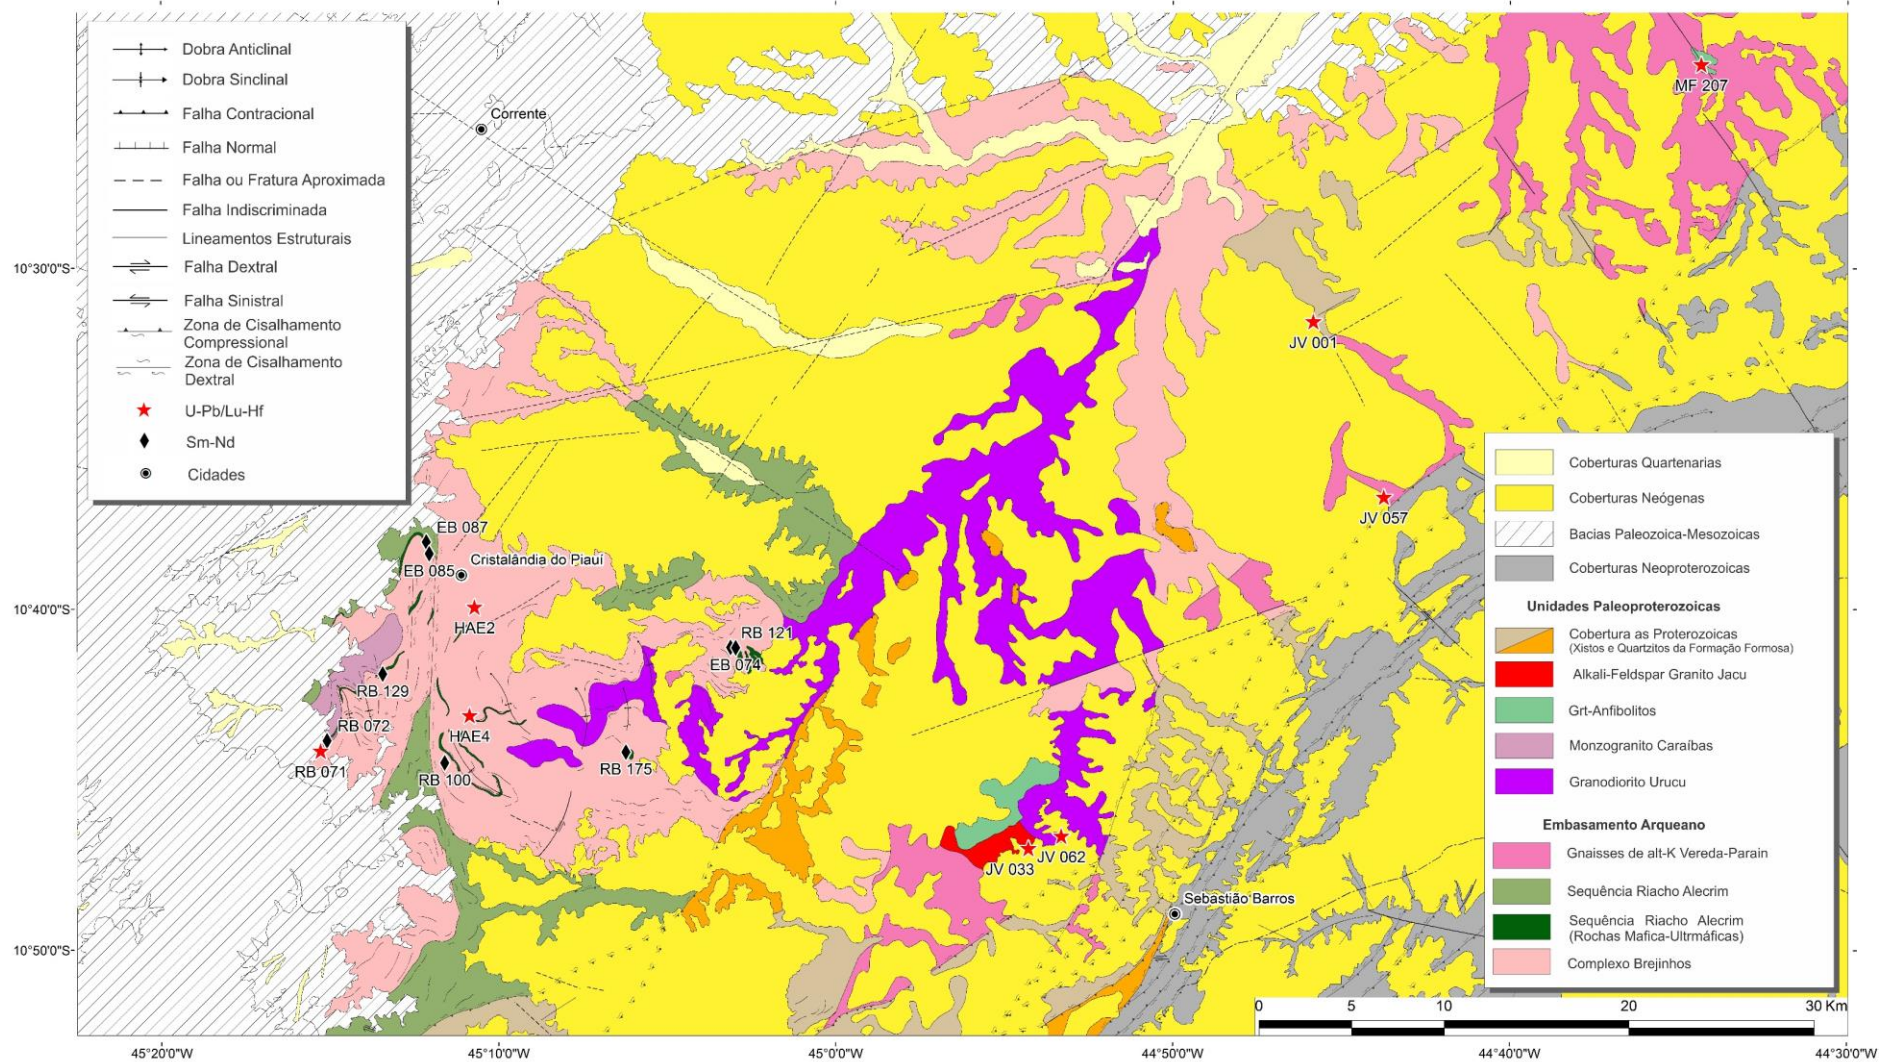 Dobra Anticlinal
Dobra Sinclinal
Falha Contracional
Falha Normal
Falha ou Fratura Aproximada
Falha Indiscriminada
Lineamentos Estruturais
Falha Dextral
Falha Sinistral
Zona de Cisalhamento
Compressional
Zona de Cisalhamento
Dextral
U-Pb/Lu-Hf
Sm-Nd
Cidades
Corrente
MF 207
10°30'0"S
JV 001
JV 057
EB 087
EB 085
Cristalândia do Piauí
10°40'0"S
HAE2
RB 121
EB 074
RB 129
RB 072
HAE4
RB 071
RB 100
RB 175
JV 033
JV 062
Sebastião Barros
10°50'0"S
Coberturas Quartenarias
Coberturas Neógenas
Bacias Paleozoica-Mesozoicas
Coberturas Neoproterozoicas
Unidades Paleoproterozoicas
Cobertura as Proterozoicas
(Xistos e Quartzitos da Formação Formosa)
Alkali-Feldspar Granito Jacu
Grt-Anfibolitos
Monzogranito Caraíbas
Granodiorito Urucu
Embasamento Arqueano
Gnaisses de alt-K Vereda-Parain
Sequência Riacho Alecrim
Sequência Riacho Alecrim
(Rochas Mafica-Ultrmáficas)
Complexo Brejinhos
0 5 10 20 30 Km
45°20'0"W 45°10'0"W 45°0'0"W 44°50'0"W 44°40'0"W 44°30'0"W